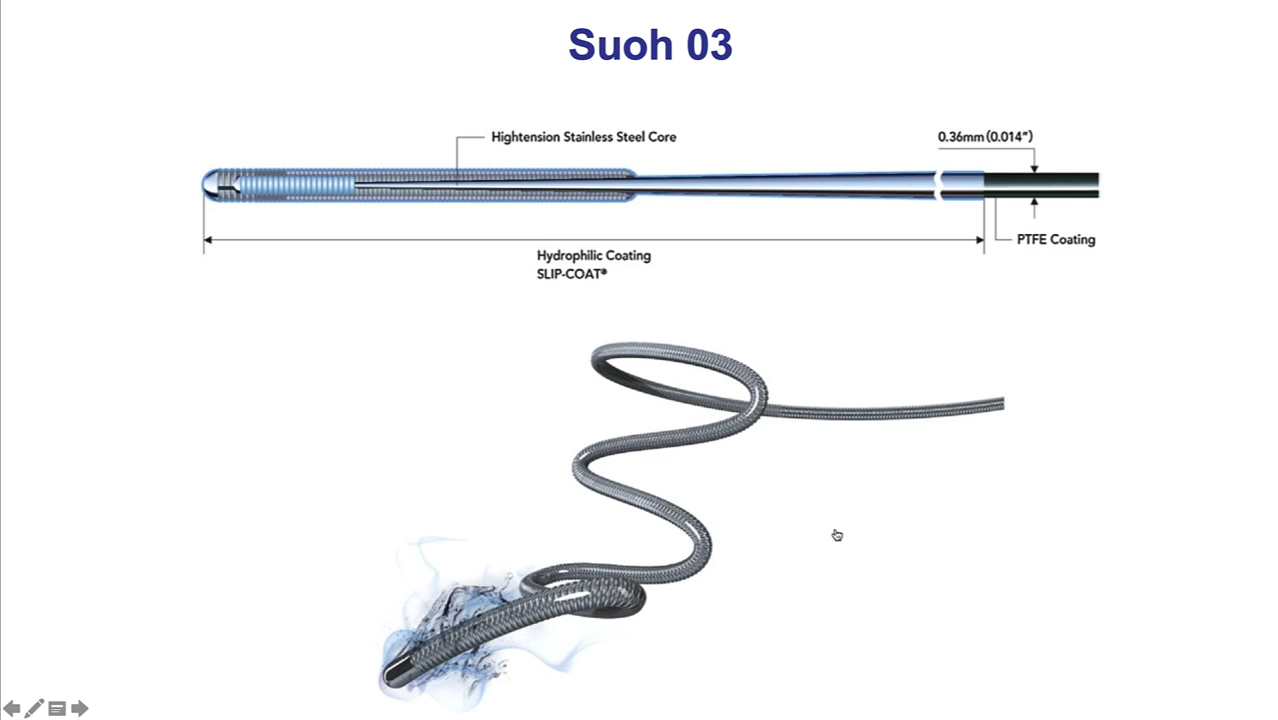 Suoh 03
Hightension Stainless Steel Core
0.36mm (0.014”)
PTFE Coating
Hydrophilic Coating
SLIP-COAT®